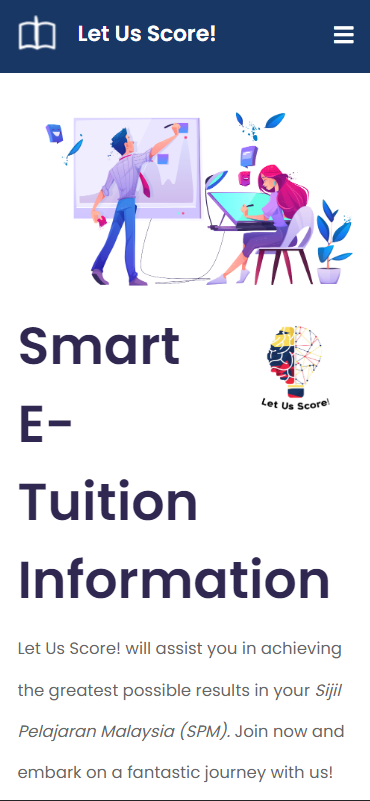 Let Us Score!
Smart
E-
Tuition
Information
Let Us Score!
Let Us Score! will assist you in achieving
the greatest possible results in your Sijil
Pelajaran Malaysia (SPM). Join now and
embark on a fantastic journey with us!